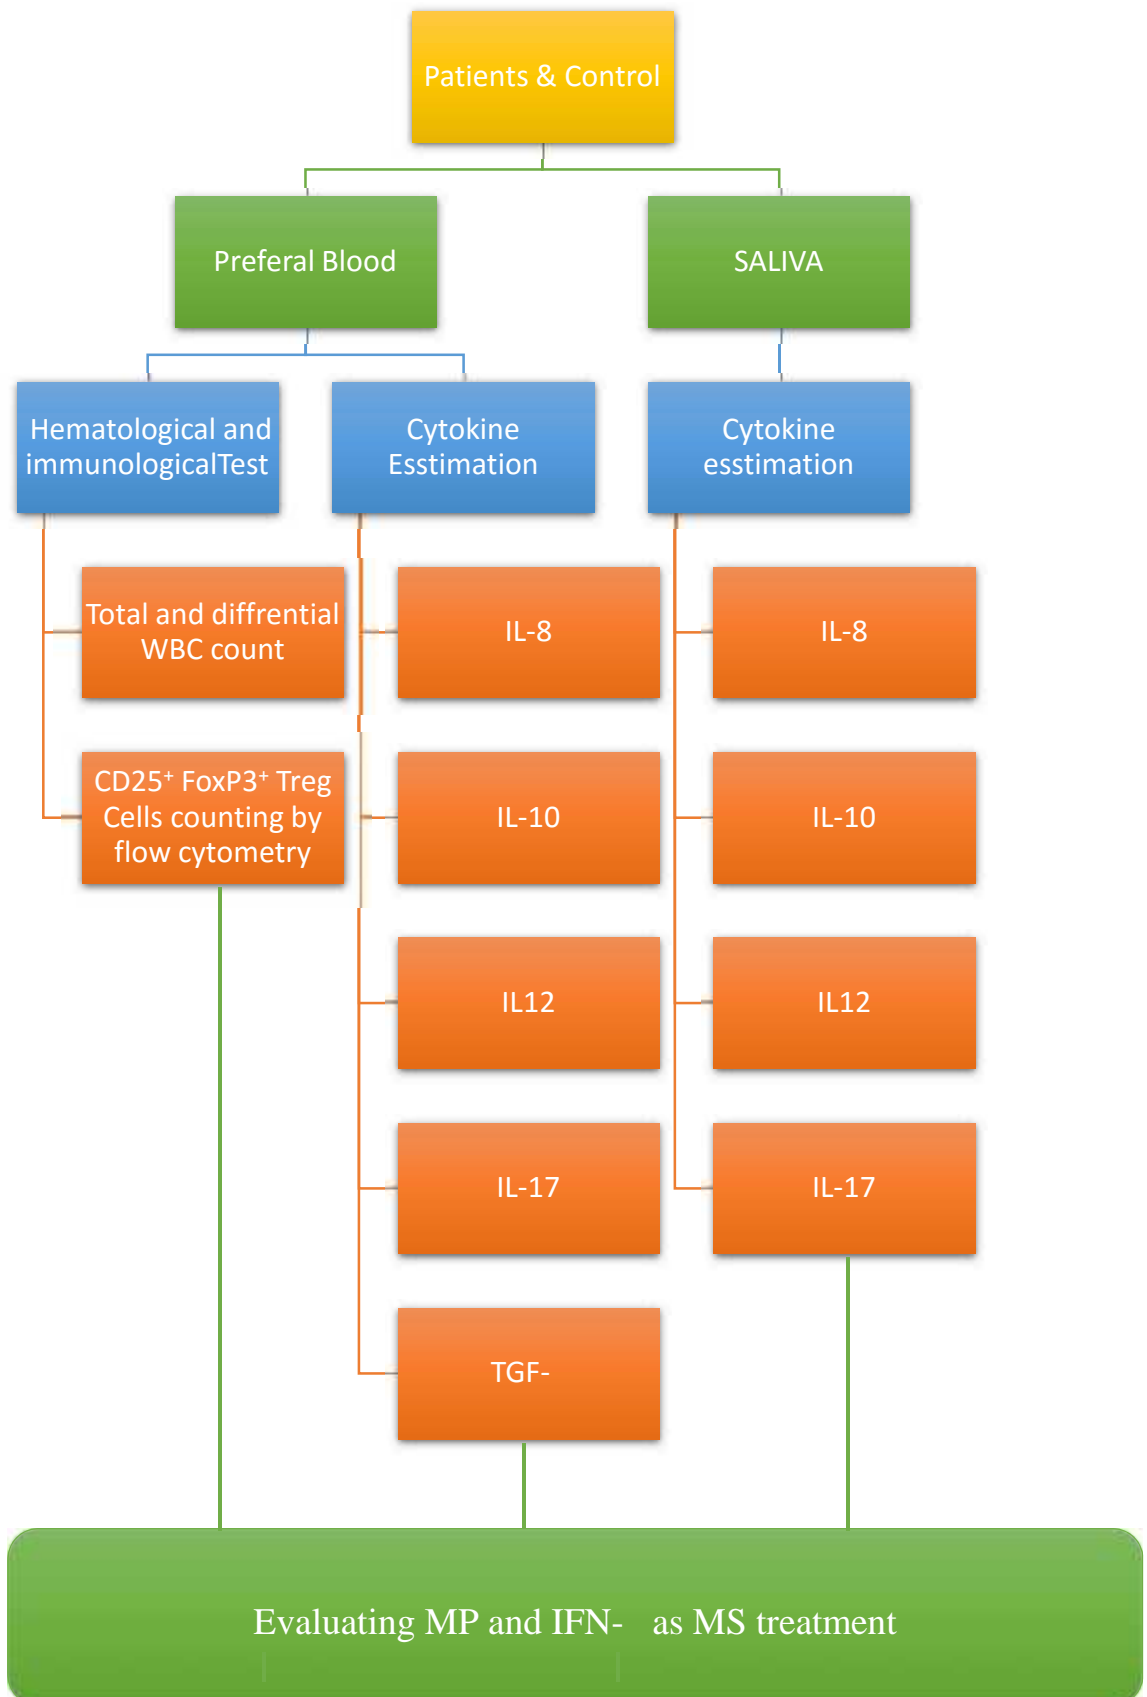 Patients & Control
Preferal Blood
SALIVA
Hematological and
immunologicalTest
Cytokine
Esstimation
Cytokine
esstimation
Total and diffrential
WBC count
IL-8
IL-8
CD25⁺ FoxP3⁺ Treg
Cells counting by
flow cytometry
IL-10
IL-10
IL12
IL12
IL-17
IL-17
TGF-
Evaluating MP and IFN- as MS treatment